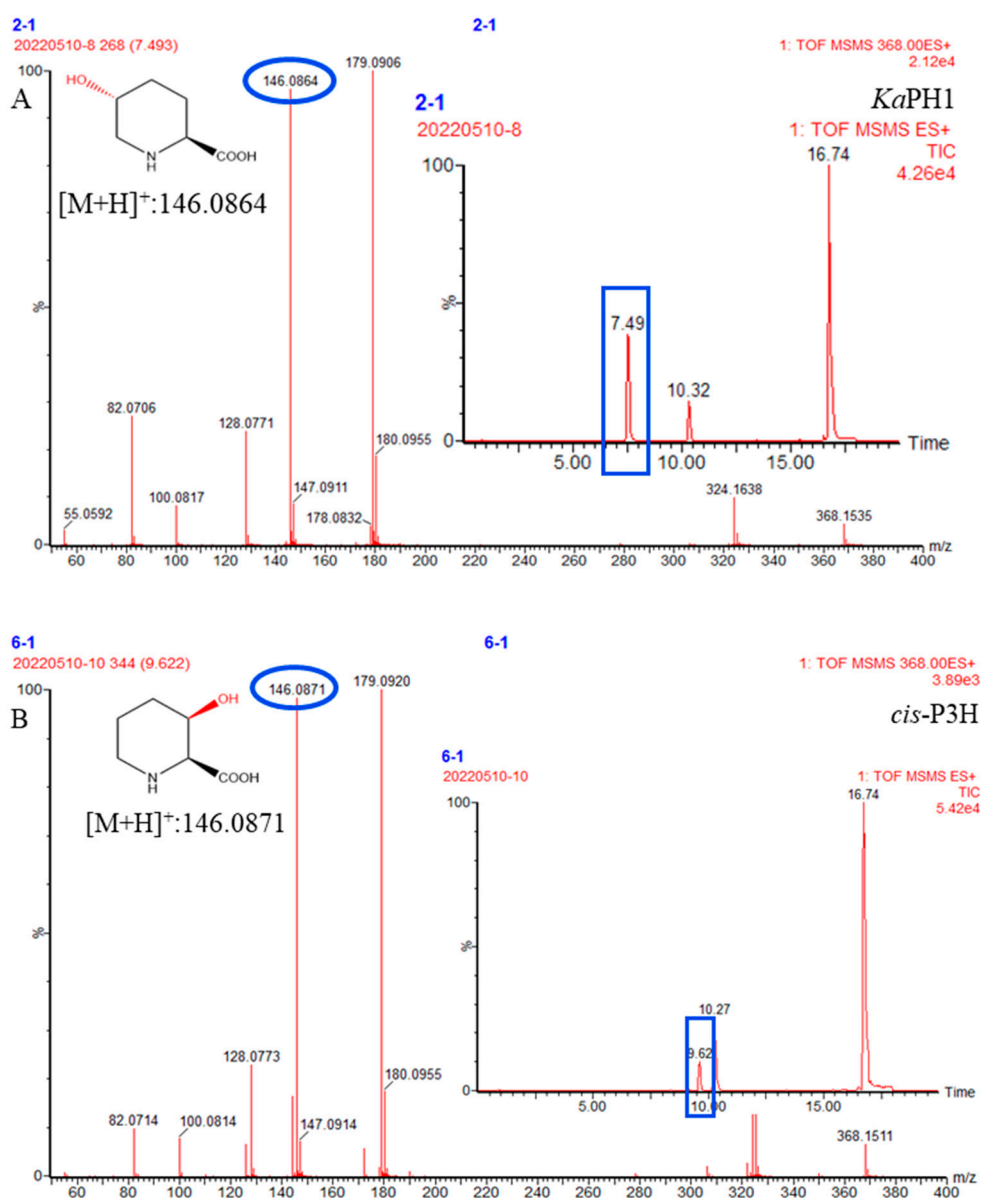 2-1
20220510-8 268 (7.493)
2-1
1: TOF MSMS 368.00ES+
2.12e4
100
%
0
A
HO
N
H
COOH
[M+H]+:146.0864
146.0864
179.0906
82.0706
128.0771
100.0817
55.0592
147.0911
178.0832
180.0955
324.1638
368.1535
60 80 100 120 140 160 180 200 220 240 260 280 300 320 340 360 380 400 m/z
2-1
20220510-8
KaPH1
1: TOF MSMS ES+
TIC
4.26e4
100
%
0
7.49
10.32
16.74
5.00 10.00 15.00 Time
6-1
20220510-10 344 (9.622)
6-1
1: TOF MSMS 368.00ES+
3.89e3
100
%
0
B
OH
N
H
COOH
[M+H]+:146.0871
146.0871
179.0920
128.0773
82.0714
100.0814
147.0914
180.0955
368.1511
60 80 100 120 140 160 180 200 220 240 260 280 300 320 340 360 380 400 m/z
cis-P3H
6-1
20220510-10
1: TOF MSMS ES+
TIC
5.42e4
100
%
0
9.62
10.27
16.74
5.00 10.00 15.00 Time